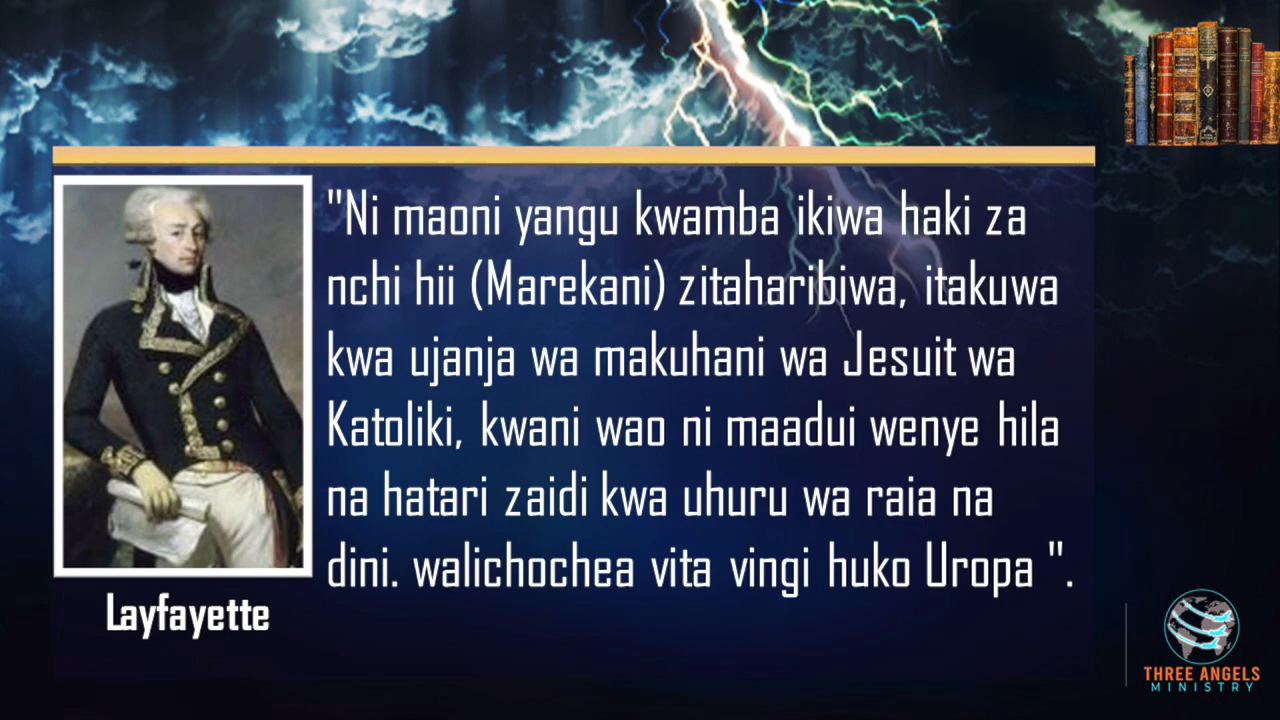 "Ni maoni yangu kwamba ikiwa haki za
nchi hii (Marekani) zitaharibiwa, itakuwa
kwa ujanja wa makuhani wa Jesuit wa
Katoliki, kwani wao ni maadui wenye hila
na hatari zaidi kwa uhuru wa raia na
dini. walichochea vita vingi huko Uropa ".
Layfayette
THREE ANGELS
MINISTRY